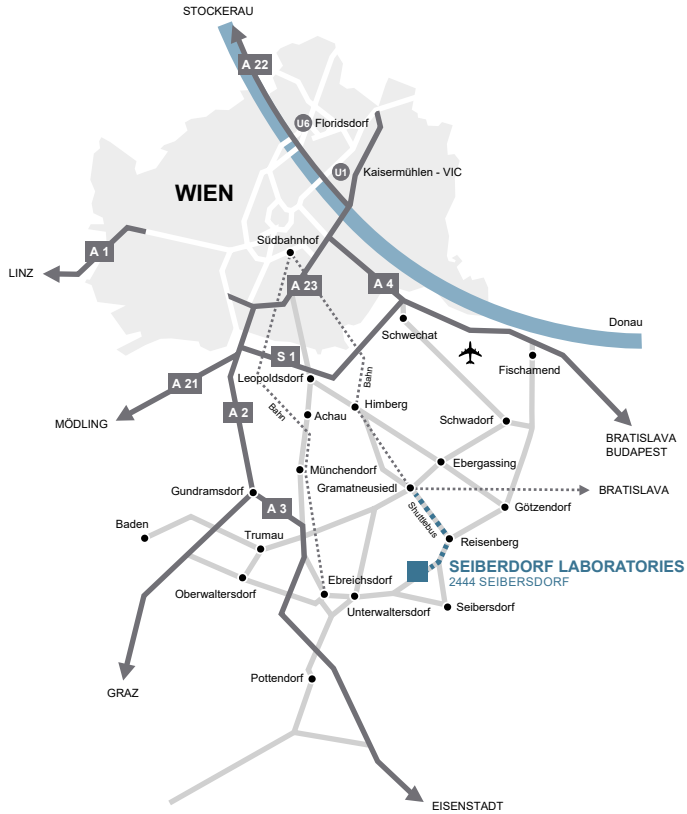 STOCKERAU
A 22
U6 Floridsdorf
U1
Kaisermühlen - VIC
WIEN
Südbahnhof
A 1
LINZ
A 23
A 4
Donau
Schwechat
S 1
Fischamend
Bahn
Leopoldsdorf
A 21
Himberg
Bahn
A 2
Achau
MÖDLING
Schwadorf
BRATISLAVA
BUDAPEST
Ebergassing
Münchendorf
Gramatneusiedl
BRATISLAVA
Gundramsdorf
A 3
Götzendorf
Shuttlebus
Baden
Trumau
Reisenberg
SEIBERDORF LABORATORIES
2444 SEIBERSDORF
Ebreichsdorf
Oberwaltersdorf
Seibersdorf
Unterwaltersdorf
Pottendorf
GRAZ
EISENSTADT